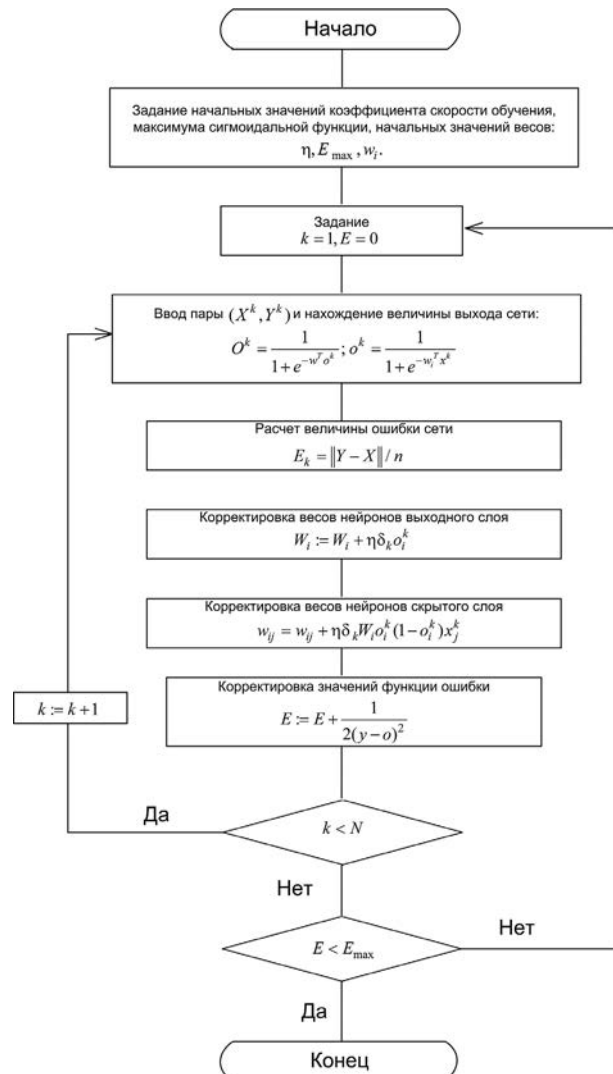 Начало
Задание начальных значений коэффициента скорости обучения,
максимума сигмоидальной функции, начальных значений весов:
η, E_max, w_i.
Задание
k = 1, E = 0
Ввод пары (X^k, Y^k) и нахождение величины выхода сети:
O^k = 1 / (1 + e^{-w^T o^k}); o^k = 1 / (1 + e^{-w_i^T x^k})
Расчет величины ошибки сети
E_k = ||Y − X|| / n
Корректировка весов нейронов выходного слоя
W_i := W_i + ηδ_k o_i^k
Корректировка весов нейронов скрытого слоя
w_ij = w_ij + ηδ_k W_i o_i^k (1 − o_i^k) x_j^k
Корректировка значений функции ошибки
E := E + 1 / (2(y − o)^2)
k := k + 1
Да
k < N
Нет
E < E_max
Нет
Да
Конец